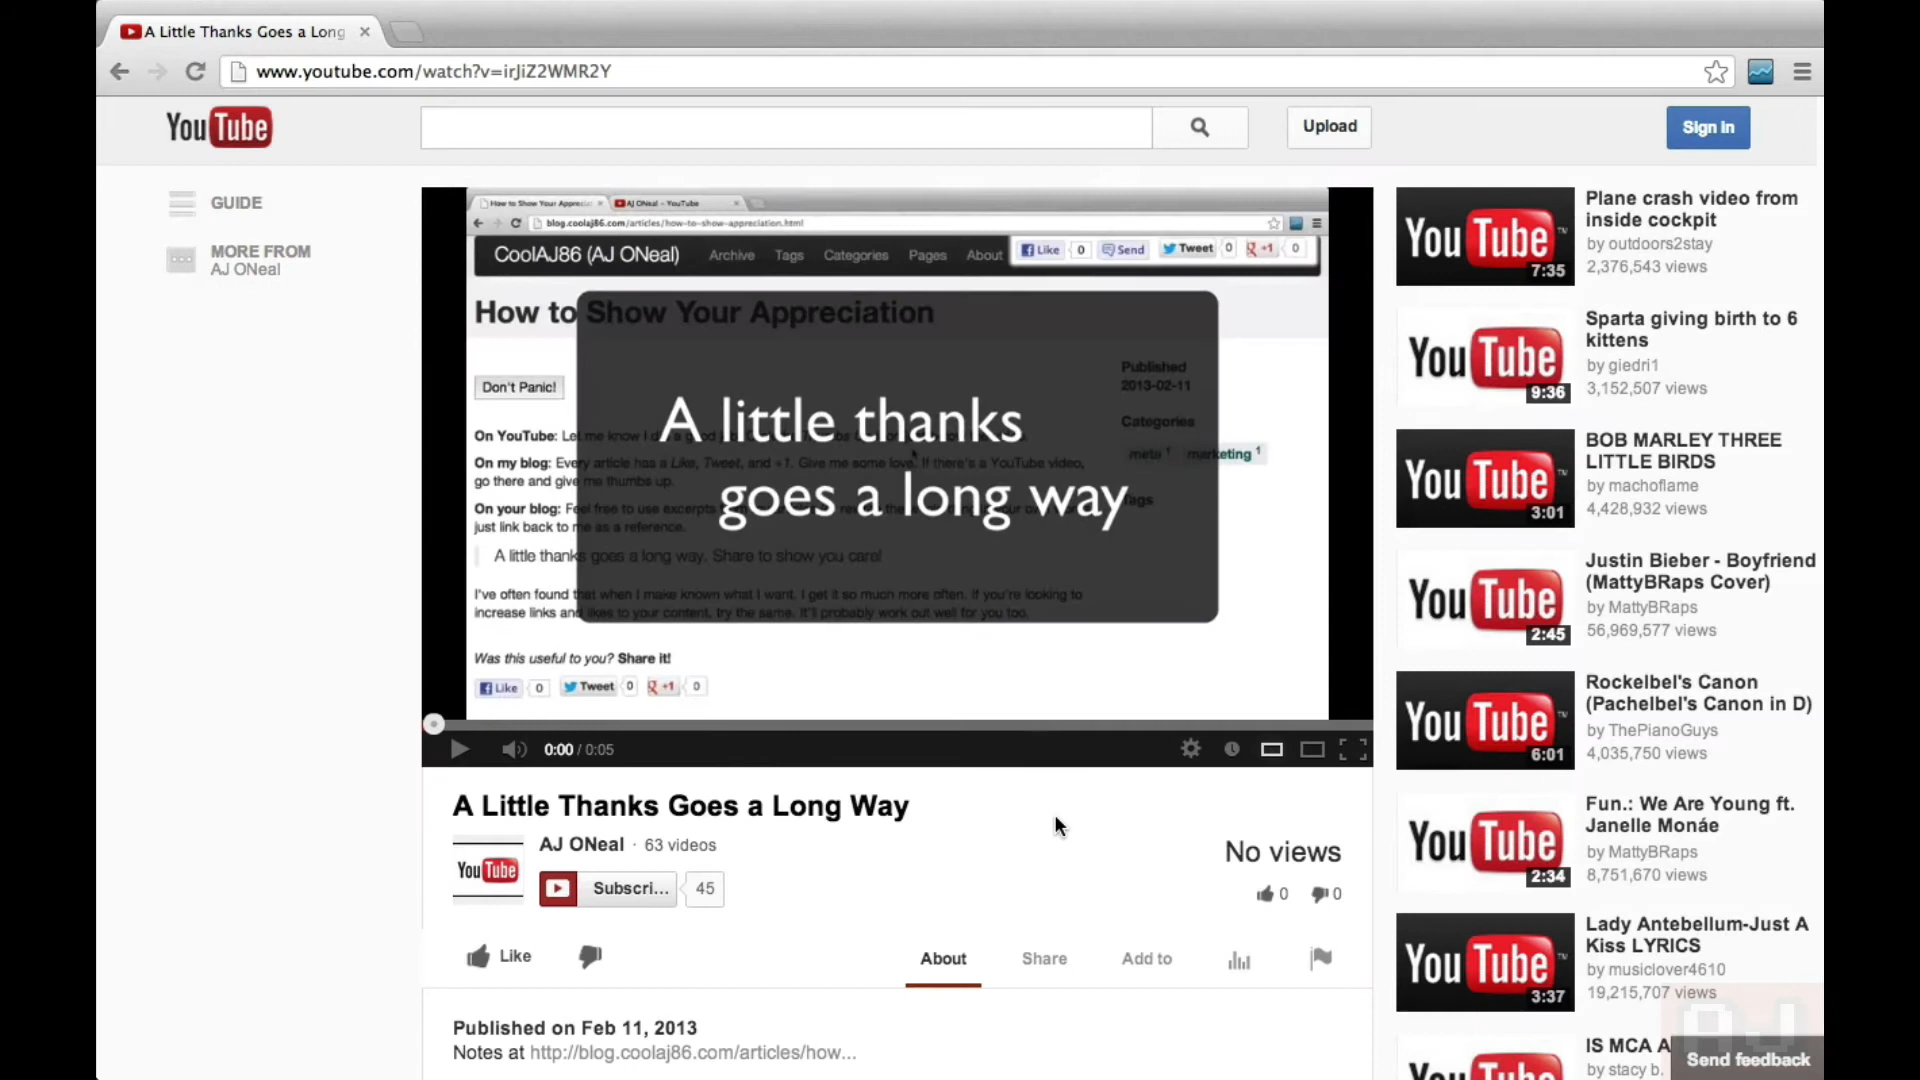 A Little Thanks Goes a Long
www.youtube.com/watch?v=irJiZ2WMR2Y
YouTube
Upload
Sign in
GUIDE
MORE FROM
AJ ONeal
How to Show Your Apprecia
AJ ONeal - YouTube
blog.coolaj86.com/articles/how-to-show-appreciation.html
CoolAJ86 (AJ ONeal)
Archive
Tags
Categories
Pages
About
Like 0
Send
Tweet 0
+1 0
How to Show Your Appreciation
Don't Panic!
Published
2013-02-11
Categories
meta 1 marketing 1
Tags
A little thanks
goes a long way
On YouTube: Let me know I
On my blog: Every article has a Like, Tweet, and +1. Give me some love. If there's a YouTube video,
go there and give me thumbs up.
On your blog: Feel free to use excerpts
just link back to me as a reference.
A little thanks goes a long way. Share to show you care!
I've often found that when I make known what I want, I get it so much more often. If you're looking to
increase links and likes to your content, try the same. It'll probably work out well for you too.
Was this useful to you? Share it!
Like 0
Tweet 0
+1 0
0:00 / 0:05
A Little Thanks Goes a Long Way
YouTube
AJ ONeal · 63 videos
Subscri... 45
No views
0 0
Like
About
Share
Add to
Published on Feb 11, 2013
Notes at http://blog.coolaj86.com/articles/how...
YouTube
7:35
Plane crash video from
inside cockpit
by outdoors2stay
2,376,543 views
YouTube
9:36
Sparta giving birth to 6
kittens
by giedri1
3,152,507 views
YouTube
3:01
BOB MARLEY THREE
LITTLE BIRDS
by machoflame
4,428,932 views
YouTube
2:45
Justin Bieber - Boyfriend
(MattyBRaps Cover)
by MattyBRaps
56,969,577 views
YouTube
6:01
Rockelbel's Canon
(Pachelbel's Canon in D)
by ThePianoGuys
4,035,750 views
YouTube
2:34
Fun.: We Are Young ft.
Janelle Monáe
by MattyBRaps
8,751,670 views
YouTube
3:37
Lady Antebellum-Just A
Kiss LYRICS
by musiclover4610
19,215,707 views
YouTube
IS MCA A
by stacy b.
AJ
Send feedback